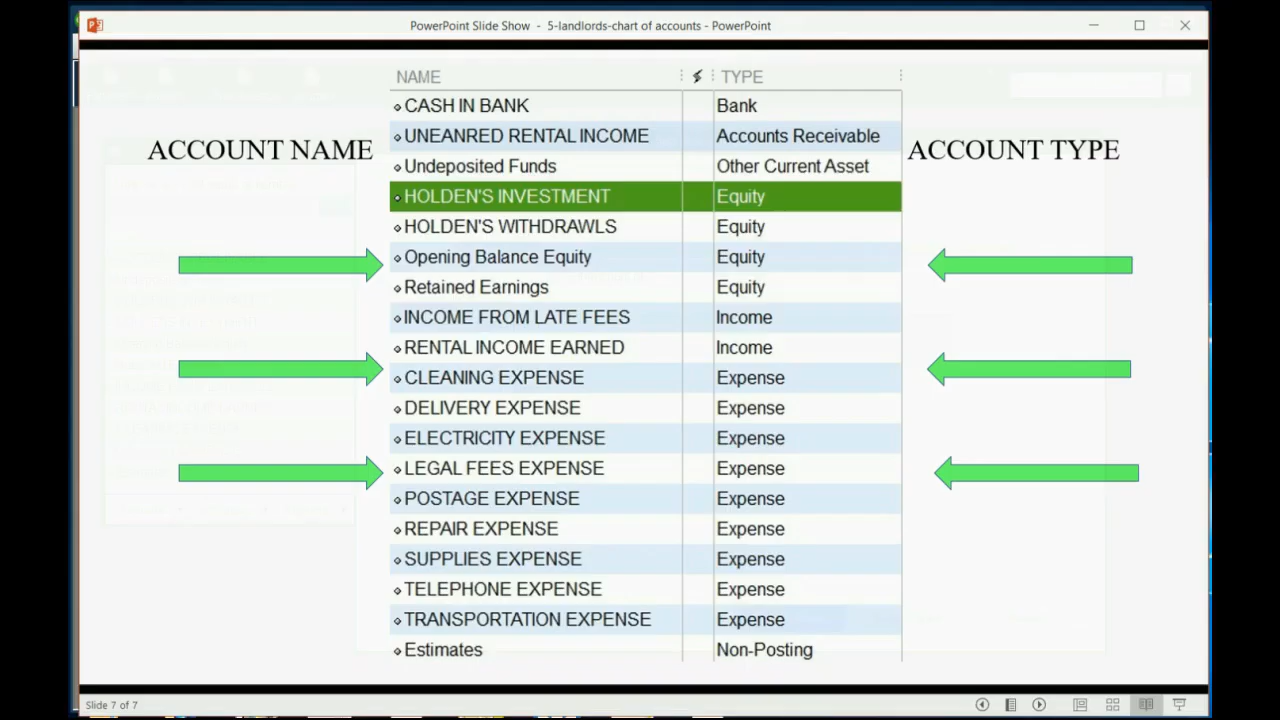 PowerPoint Slide Show - 5-landlords-chart of accounts - PowerPoint
NAME TYPE
CASH IN BANK Bank
UNEANRED RENTAL INCOME Accounts Receivable
ACCOUNT NAME
ACCOUNT TYPE
Undeposited Funds Other Current Asset
HOLDEN'S INVESTMENT Equity
HOLDEN'S WITHDRAWLS Equity
Opening Balance Equity Equity
Retained Earnings Equity
INCOME FROM LATE FEES Income
RENTAL INCOME EARNED Income
CLEANING EXPENSE Expense
DELIVERY EXPENSE Expense
ELECTRICITY EXPENSE Expense
LEGAL FEES EXPENSE Expense
POSTAGE EXPENSE Expense
REPAIR EXPENSE Expense
SUPPLIES EXPENSE Expense
TELEPHONE EXPENSE Expense
TRANSPORTATION EXPENSE Expense
Estimates Non-Posting
Slide 7 of 7